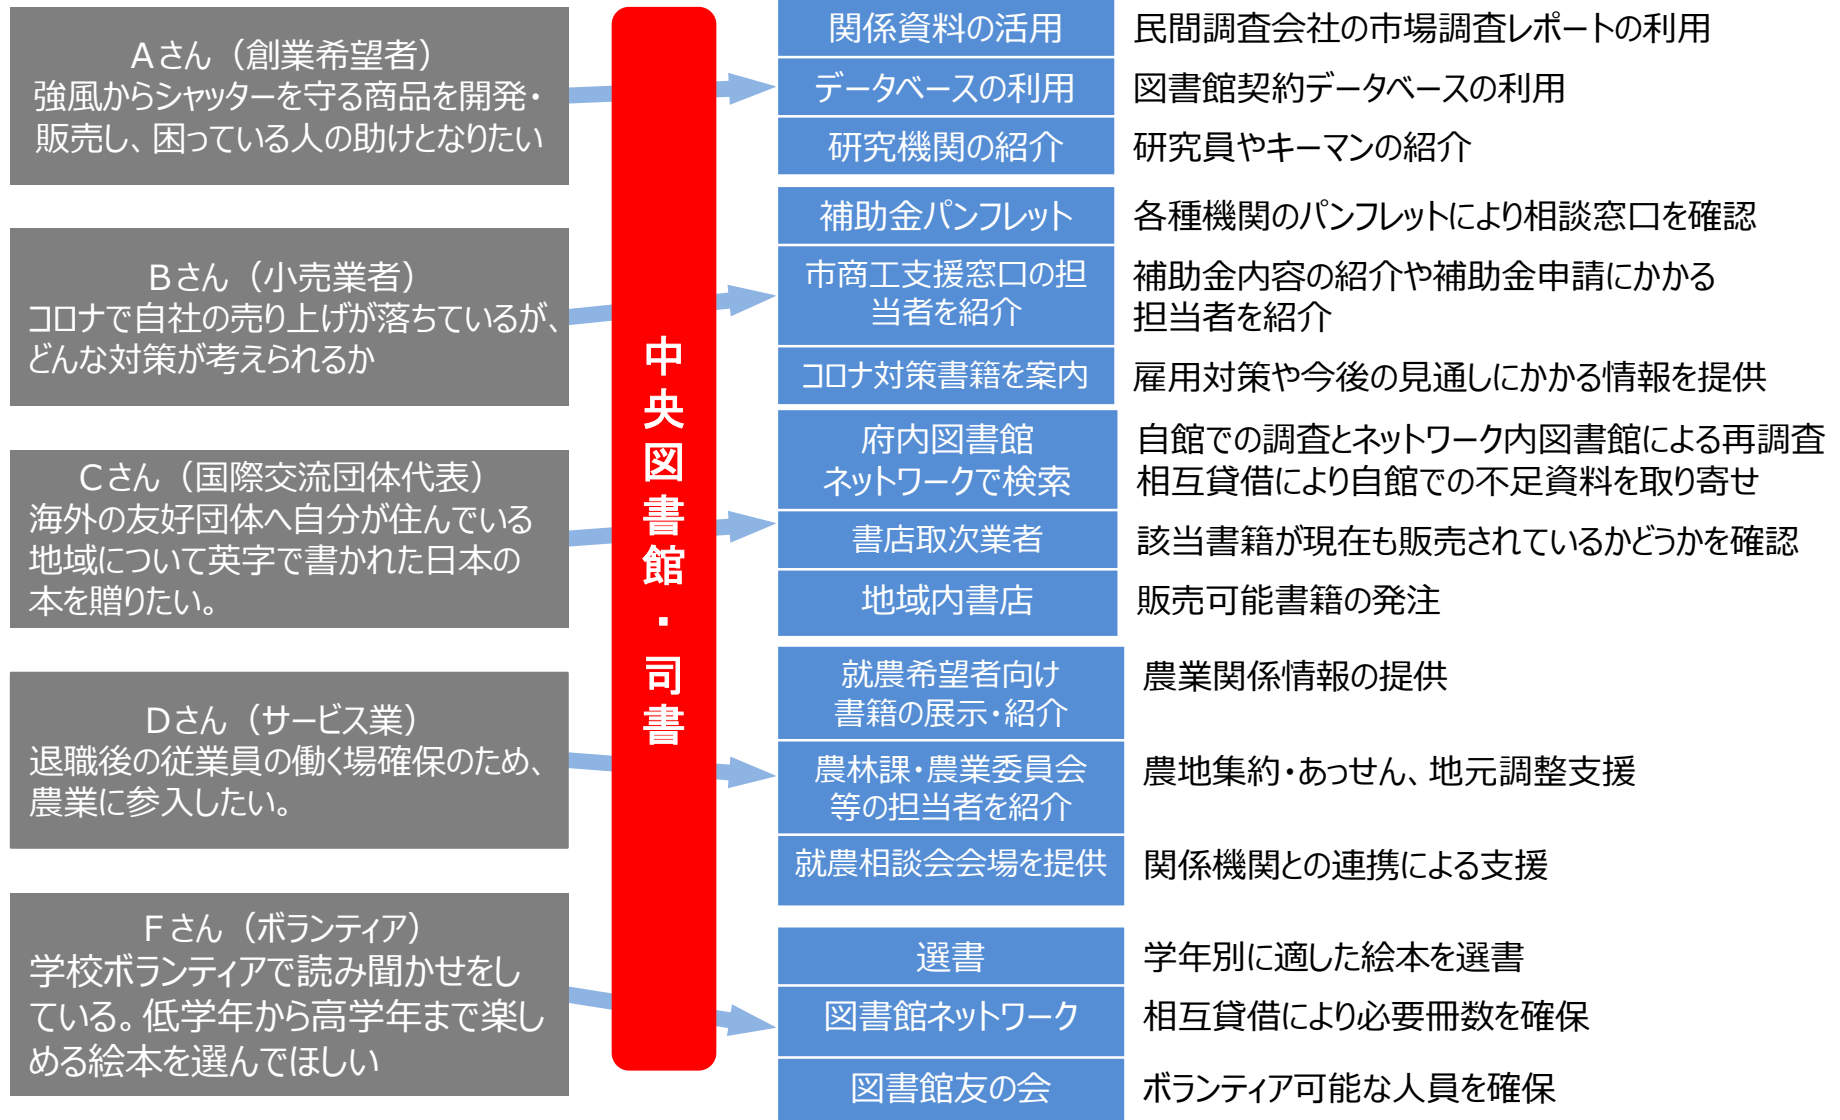 Aさん（創業希望者）
強風からシャッターを守る商品を開発・
販売し、困っている人の助けとなりたい
関係資料の活用
民間調査会社の市場調査レポートの利用
データベースの利用
図書館契約データベースの利用
研究機関の紹介
研究員やキーマンの紹介
Bさん（小売業者）
コロナで自社の売り上げが落ちているが、
どんな対策が考えられるか
補助金パンフレット
各種機関のパンフレットにより相談窓口を確認
市商工支援窓口の担
当者を紹介
補助金内容の紹介や補助金申請にかかる
担当者を紹介
コロナ対策書籍を案内
雇用対策や今後の見通しにかかる情報を提供
中央図書館・司書
Cさん（国際交流団体代表）
海外の友好団体へ自分が住んでいる
地域について英字で書かれた日本の
本を贈りたい。
府内図書館
ネットワークで検索
自館での調査とネットワーク内図書館による再調査
相互貸借により自館での不足資料を取り寄せ
書店取次業者
該当書籍が現在も販売されているかどうかを確認
地域内書店
販売可能書籍の発注
Dさん（サービス業）
退職後の従業員の働く場確保のため、
農業に参入したい。
就農希望者向け
書籍の展示・紹介
農業関係情報の提供
農林課・農業委員会
等の担当者を紹介
農地集約・あっせん、地元調整支援
就農相談会会場を提供
関係機関との連携による支援
Fさん（ボランティア）
学校ボランティアで読み聞かせをし
ている。低学年から高学年まで楽し
める絵本を選んでほしい
選書
学年別に適した絵本を選書
図書館ネットワーク
相互貸借により必要冊数を確保
図書館友の会
ボランティア可能な人員を確保